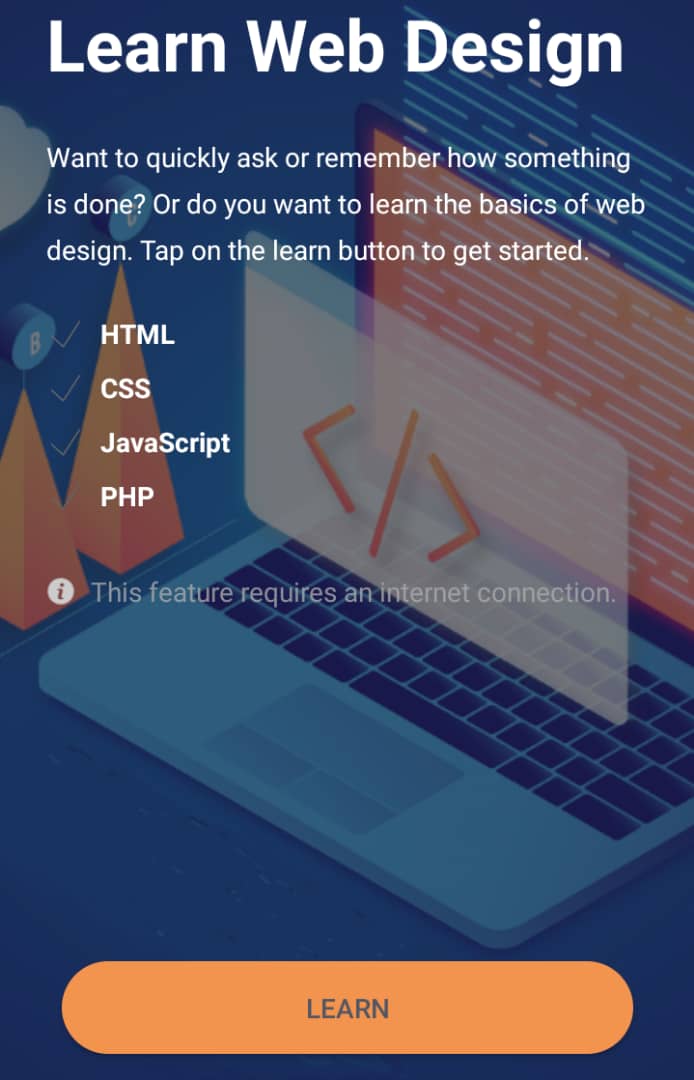 Learn Web Design
Want to quickly ask or remember how something
is done? Or do you want to learn the basics of web
design. Tap on the learn button to get started.
HTML
CSS
JavaScript
PHP
This feature requires an internet connection.
LEARN